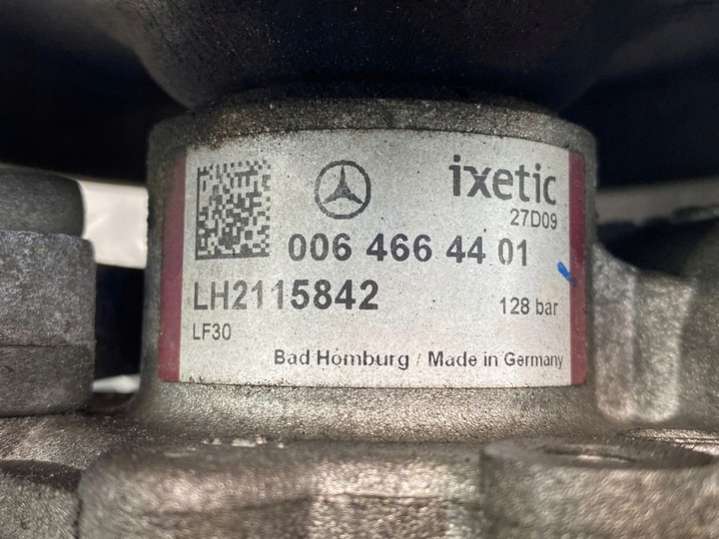 ixetic
27D09
006 466 44 01
LH2115842
128 bar
LF30
Bad Homburg / Made in Germany